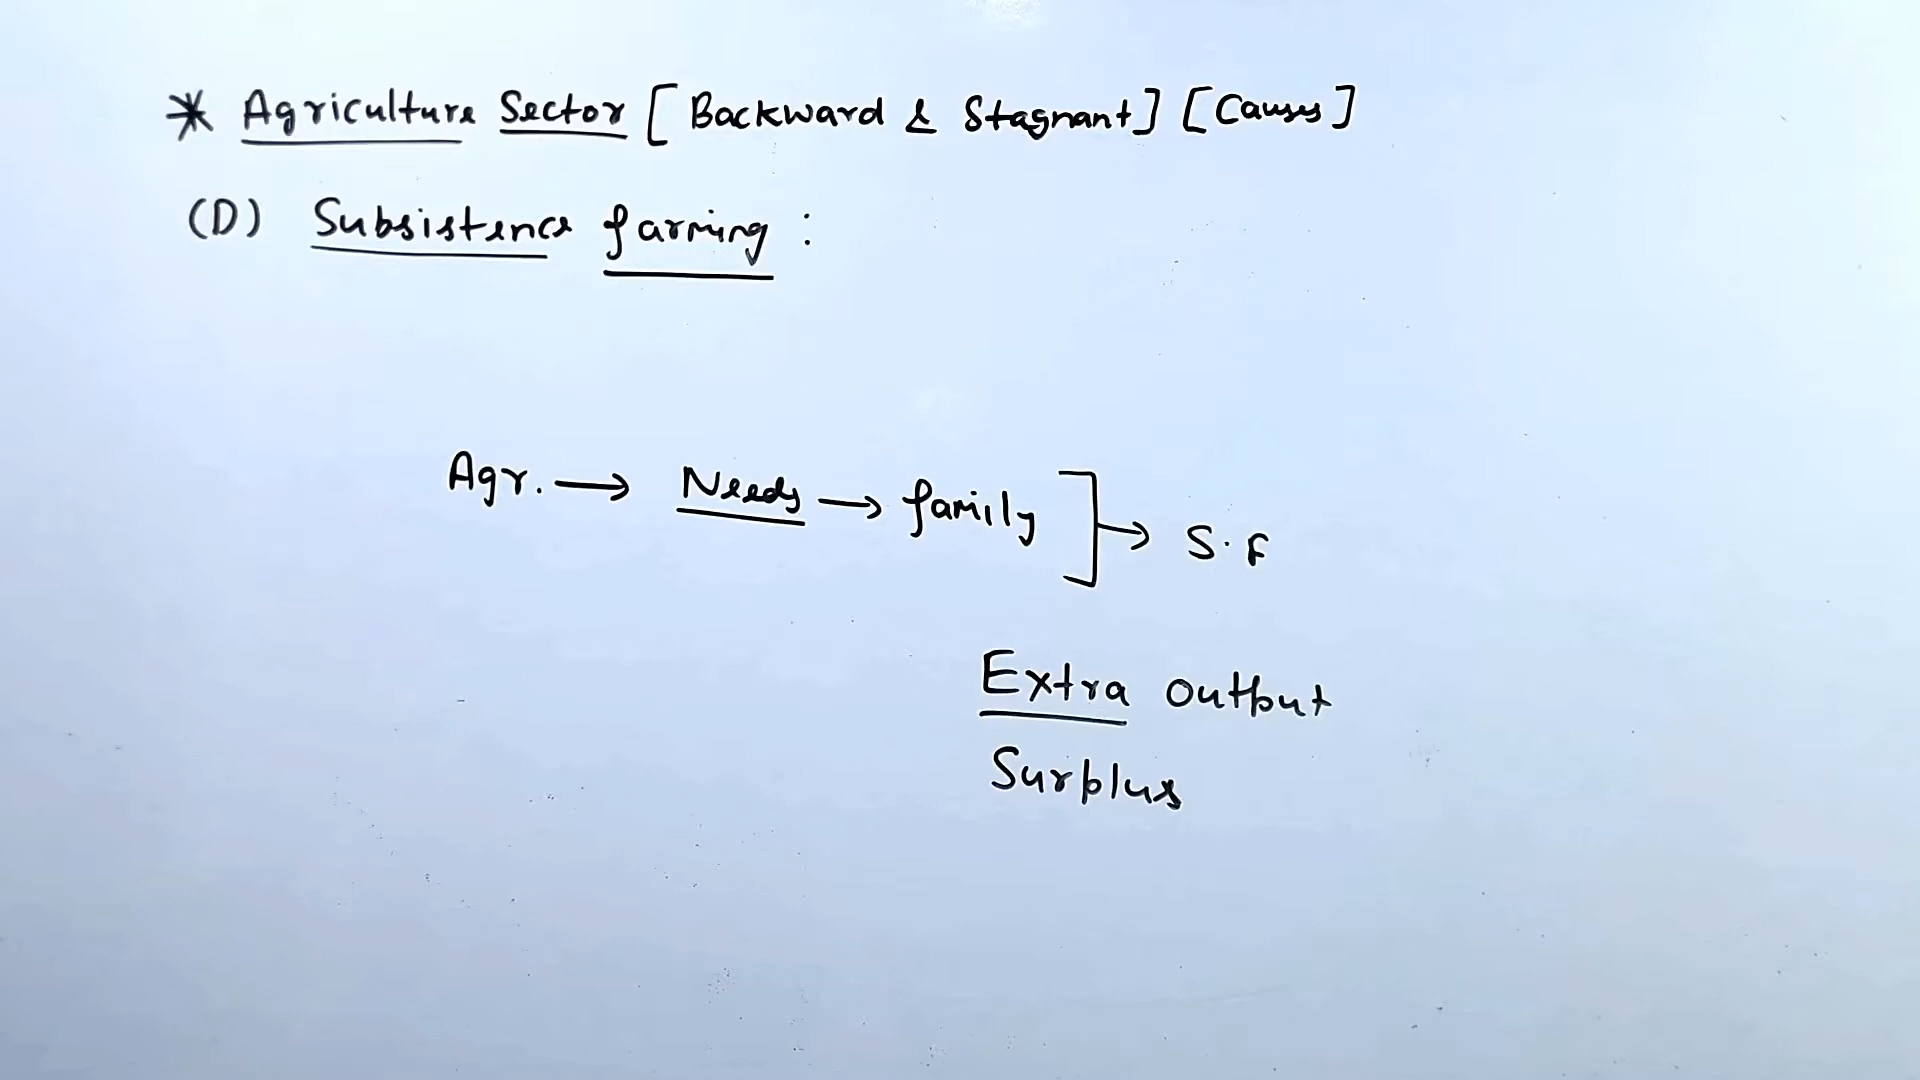 * Agriculture Sector [Backward & Stagnant] [Causes]
(D) Subsistence farming :
Agr. → Needs → family ] → S.F
Extra output
Surplus